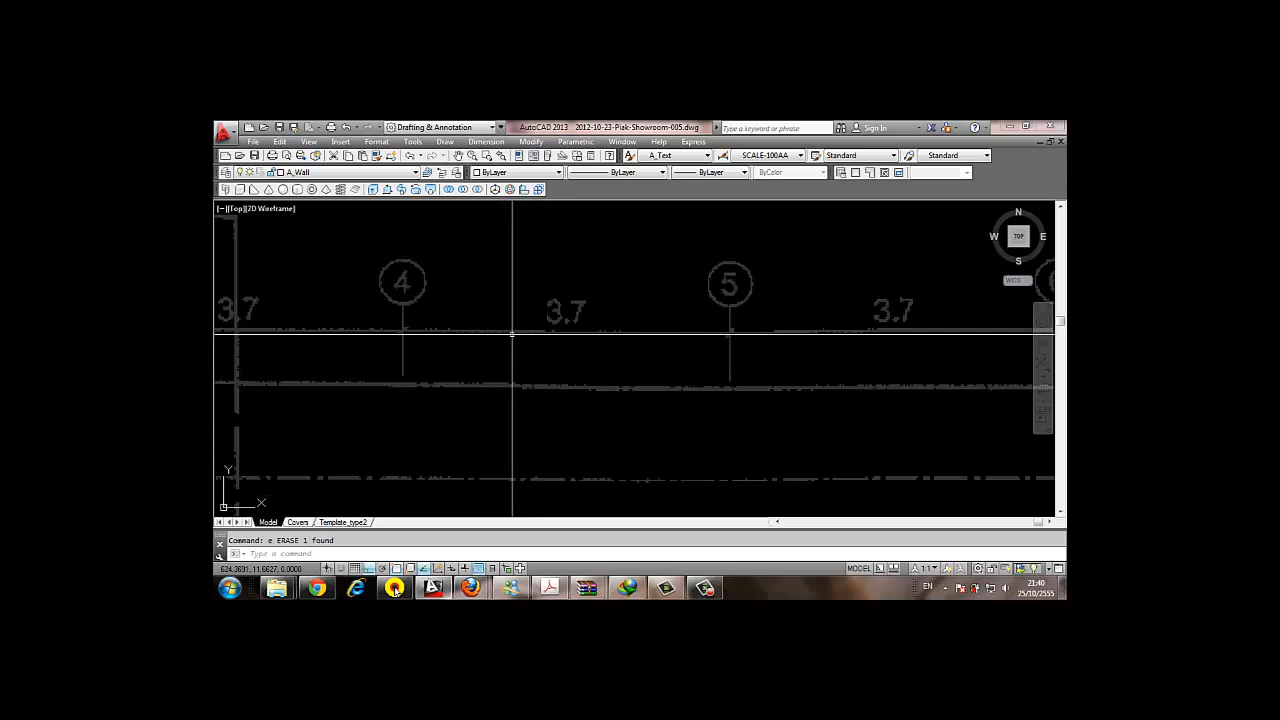 Drafting & Annotation
AutoCAD 2013 2012-10-23-Piak-Showroom-005.dwg
Type a keyword or phrase
Sign In
File Edit View Insert Format Tools Draw Dimension Modify Parametric Window Help Express
A_Text SCALE-100AA Standard Standard
A_Wall ByLayer ByLayer ByLayer ByColor
[−][Top][2D Wireframe]
N
W TOP E
S
WCS
4 5
3.7 3.7 3.7
Y
X
Model Covers Template_type2
Command: e ERASE 1 found
Type a command
624.3691, 11.6627, 0.0000
MODEL 1:1
EN 21:40
25/10/2555